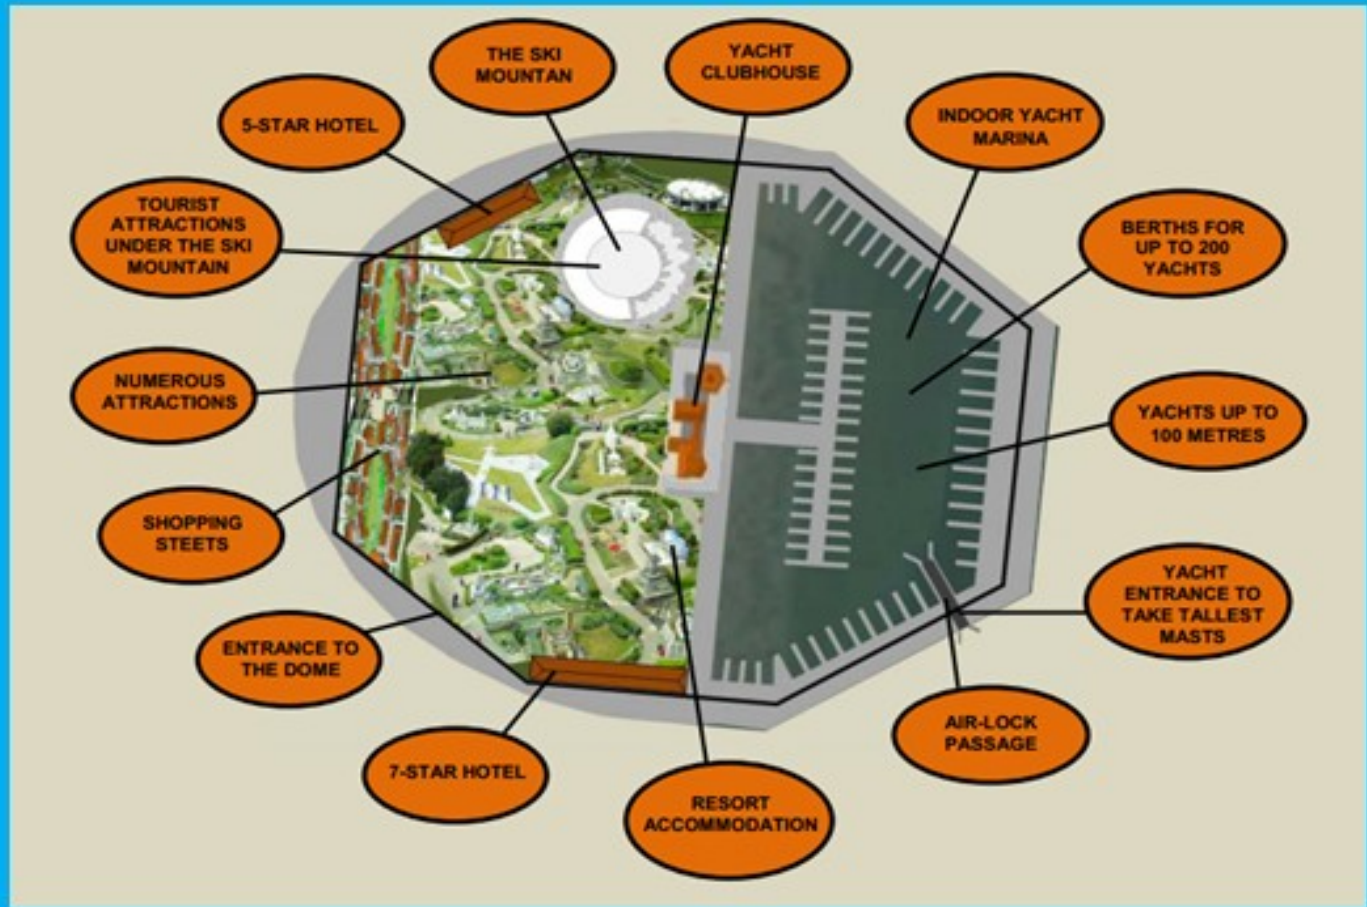 THE SKI
MOUNTAN
YACHT
CLUBHOUSE
5-STAR HOTEL
INDOOR YACHT
MARINA
TOURIST
ATTRACTIONS
UNDER THE SKI
MOUNTAIN
BERTHS FOR
UP TO 200
YACHTS
NUMEROUS
ATTRACTIONS
YACHTS UP TO
100 METRES
SHOPPING
STEETS
YACHT
ENTRANCE TO
TAKE TALLEST
MASTS
ENTRANCE TO
THE DOME
AIR-LOCK
PASSAGE
7-STAR HOTEL
RESORT
ACCOMMODATION